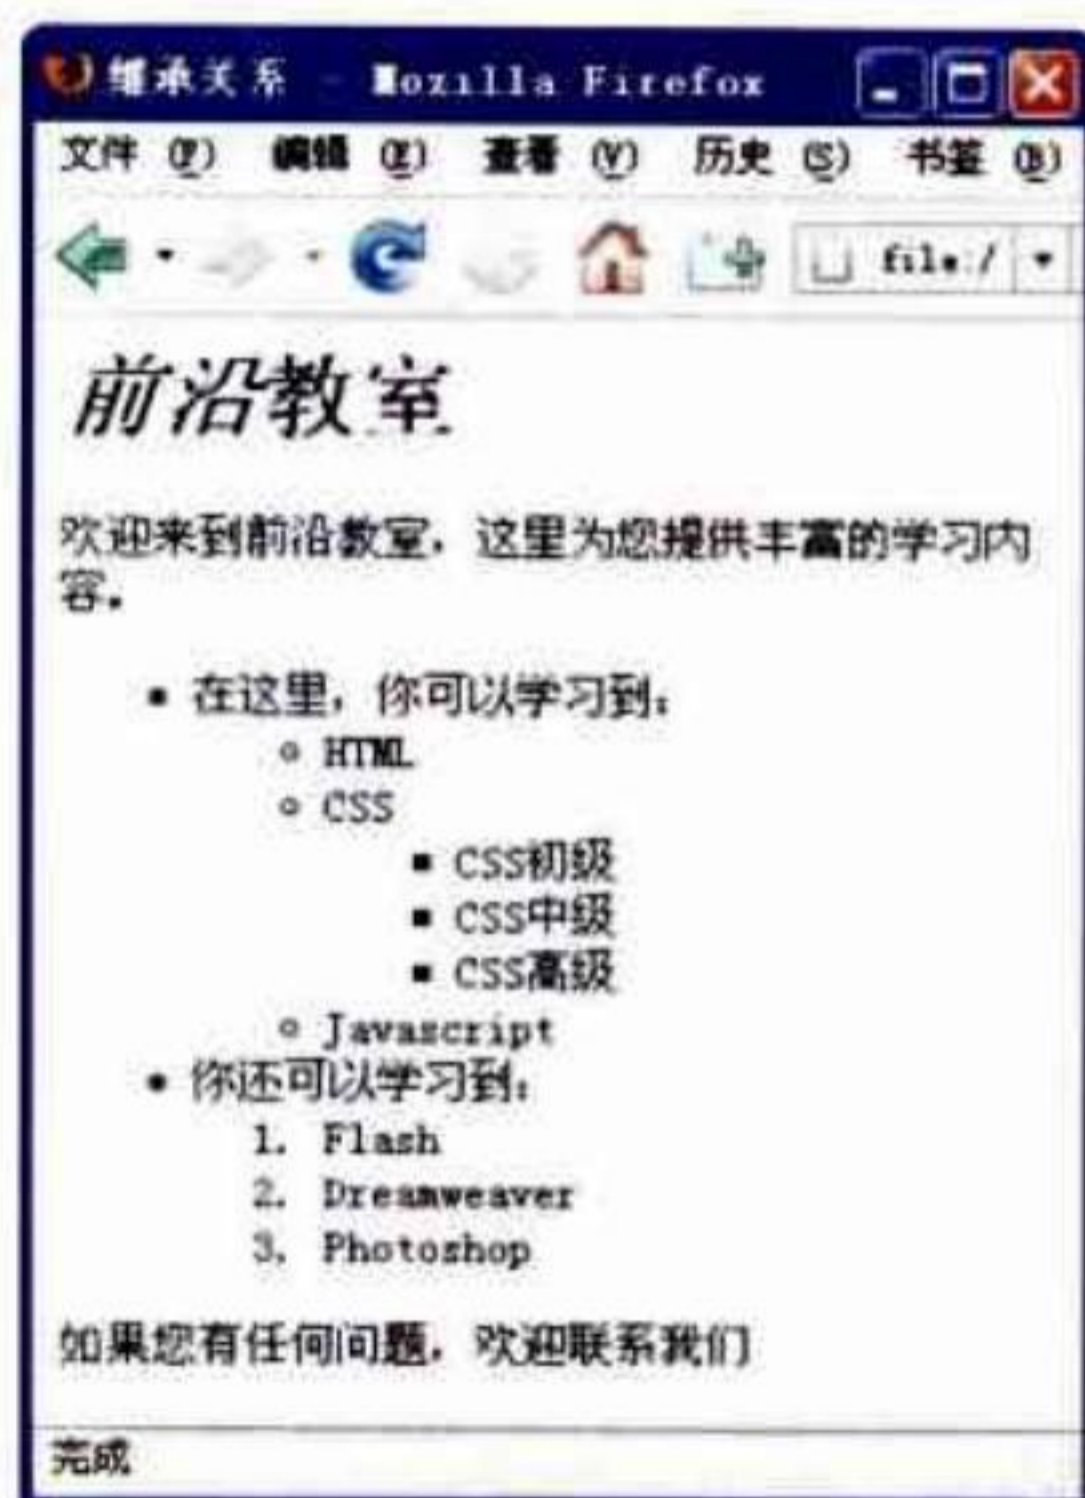 继承关系 - Mozilla Firefox
文件 (F) 编辑 (E) 查看 (V) 历史 (S) 书签 (B)
file:/
前沿教室
欢迎来到前沿教室，这里为您提供丰富的学习内
容。
• 在这里，你可以学习到：
○ HTML
○ CSS
▪ CSS初级
▪ CSS中级
▪ CSS高级
○ Javascript
• 你还可以学习到：
1. Flash
2. Dreamweaver
3. Photoshop
如果您有任何问题，欢迎联系我们
完成